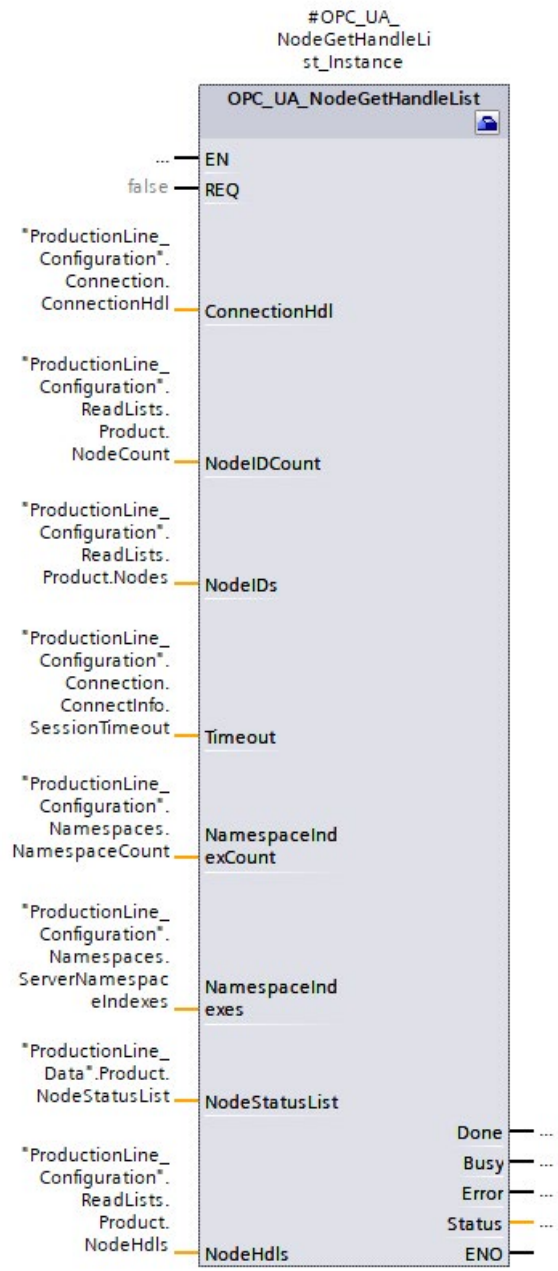 #OPC_UA_
NodeGetHandleLi
st_Instance
OPC_UA_NodeGetHandleList
... EN
false REQ
"ProductionLine_
Configuration".
Connection.
ConnectionHdl ConnectionHdl
"ProductionLine_
Configuration".
ReadLists.
Product.
NodeCount NodeIDCount
"ProductionLine_
Configuration".
ReadLists.
Product.Nodes NodeIDs
"ProductionLine_
Configuration".
Connection.
ConnectInfo.
SessionTimeout Timeout
"ProductionLine_
Configuration".
Namespaces. NamespaceInd
NamespaceCount exCount
"ProductionLine_
Configuration".
Namespaces.
ServerNamespac NamespaceInd
eIndexes exes
"ProductionLine_
Data".Product.
NodeStatusList NodeStatusList
Done ...
"ProductionLine_
Configuration". Busy ...
ReadLists. Error ...
Product. Status ...
NodeHdls NodeHdls ENO